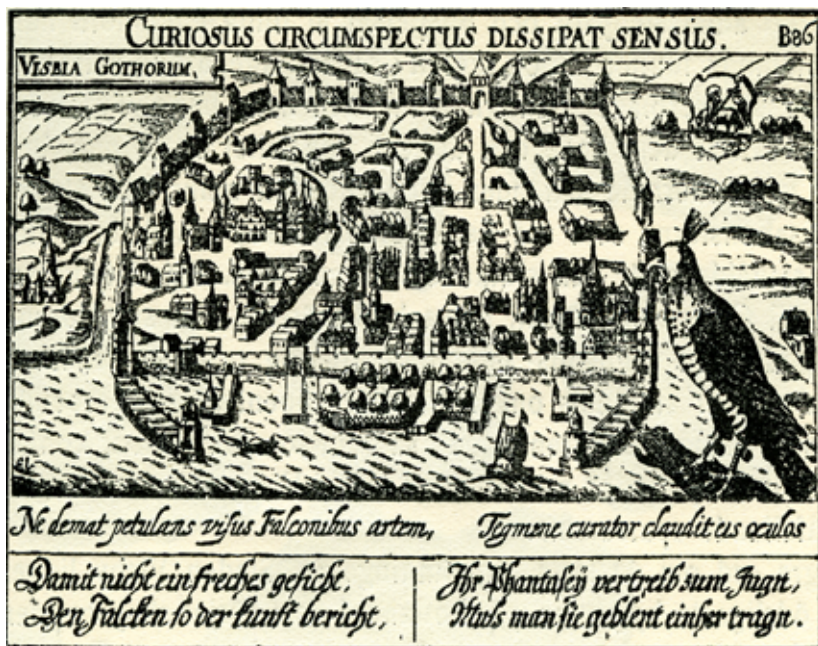 CURIOSUS CIRCUMSPECTUS DISSIPAT SENSUS. B86
VISBIA GOTHORUM.
Ne demat petulans visus Falconibus artem, Tegmine curator claudit eis oculos
Damit nicht ein freches gesicht,
Den Falcken so der kunst bericht,
Ihr Phantaseÿ vertreib zum Jagn,
Muß man sie geblent einher tragn.